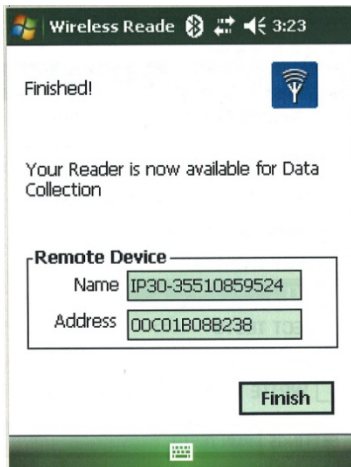 Wireless Reade 3:23
Finished!
Your Reader is now available for Data
Collection
Remote Device
Name IP30-35510859524
Address 00C01B08B238
Finish